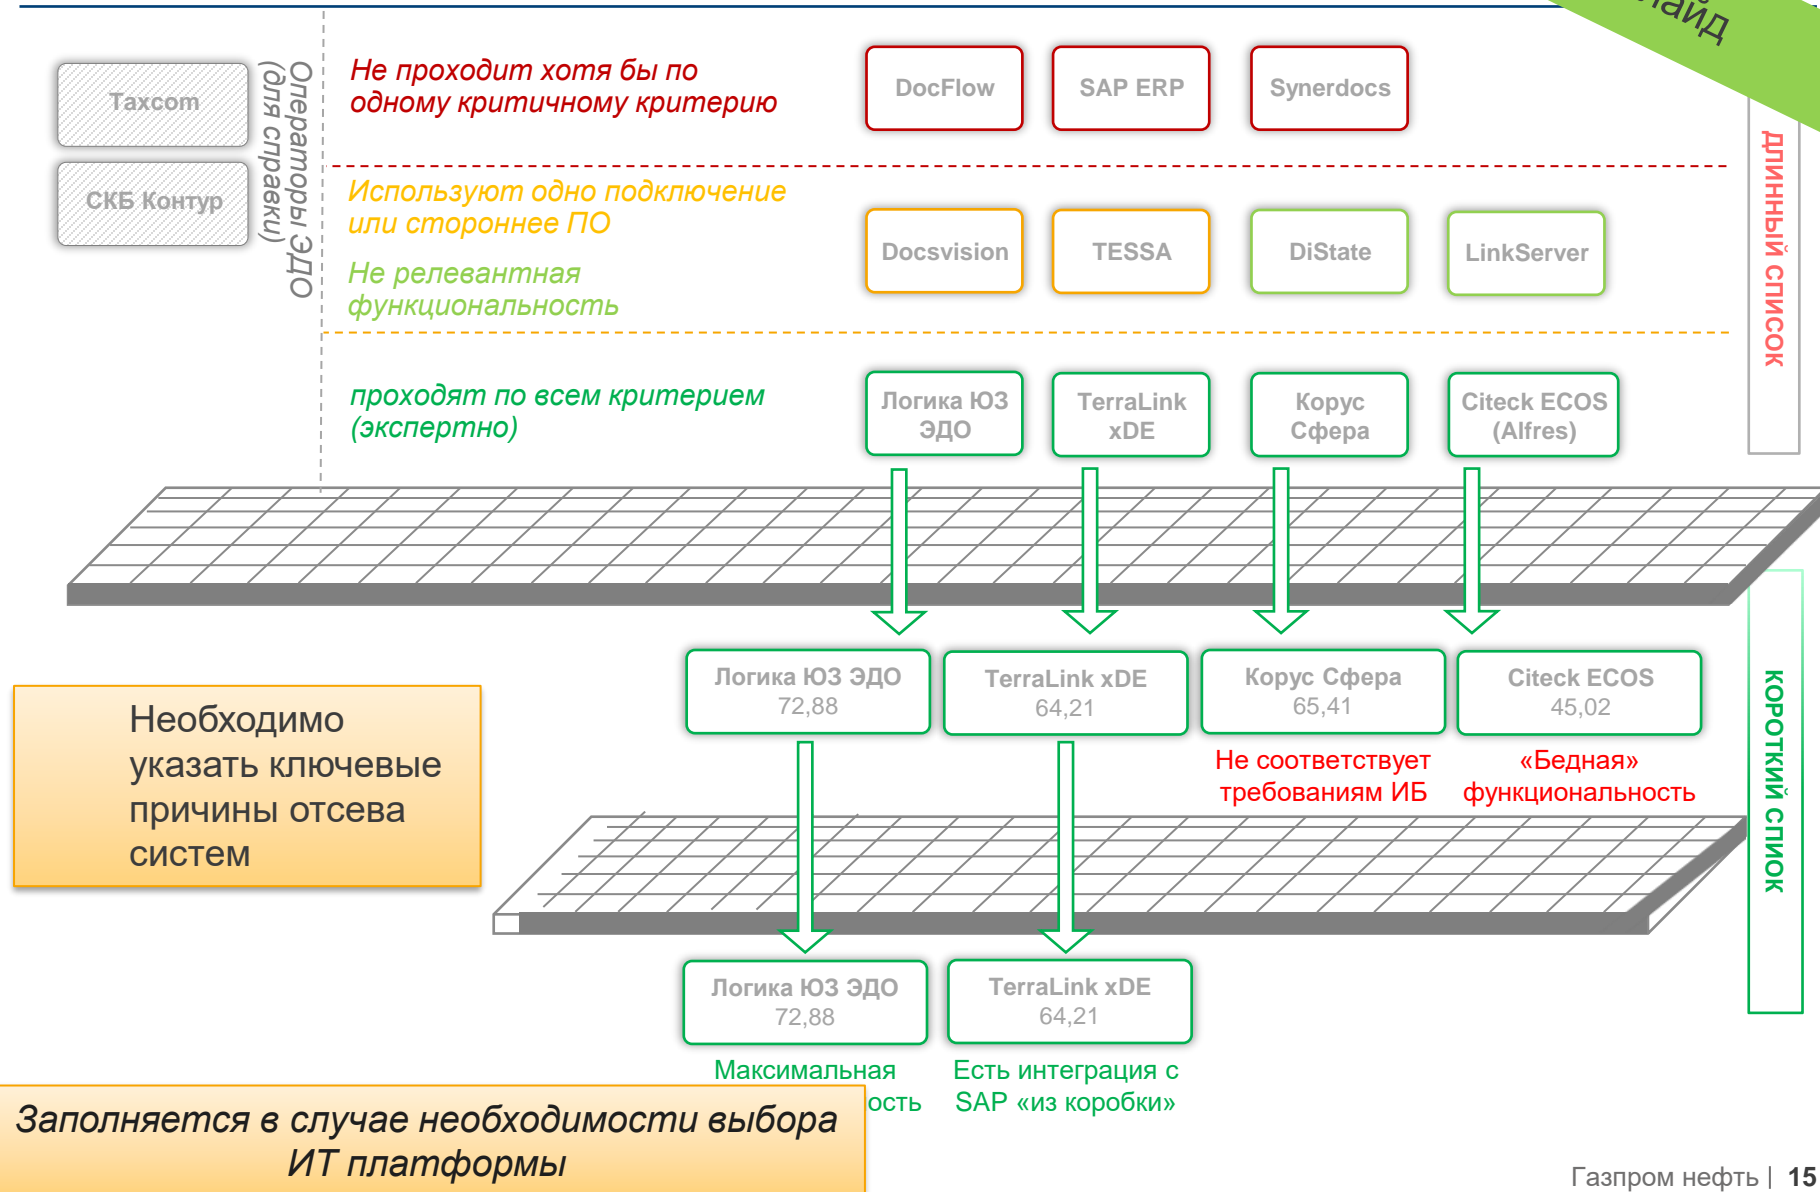 Taxcom
СКБ Контур
Операторы ЭДО
(для справки)
Не проходит хотя бы по
одному критичному критерию
DocFlow
SAP ERP
Synerdocs
Используют одно подключение
или стороннее ПО
Не релевантная
функциональность
Docsvision
TESSA
DiState
LinkServer
проходят по всем критерием
(экспертно)
Логика ЮЗ
ЭДО
TerraLink
xDE
Корус
Сфера
Citeck ECOS
(Alfres)
ДЛИННЫЙ СПИСОК
Логика ЮЗ ЭДО
72,88
TerraLink xDE
64,21
Корус Сфера
65,41
Citeck ECOS
45,02
Не соответствует
требованиям ИБ
«Бедная»
функциональность
КОРОТКИЙ СПИОК
Необходимо
указать ключевые
причины отсева
систем
Логика ЮЗ ЭДО
72,88
TerraLink xDE
64,21
Максимальная
Есть интеграция с
SAP «из коробки»
Заполняется в случае необходимости выбора
ИТ платформы
Газпром нефть | 15